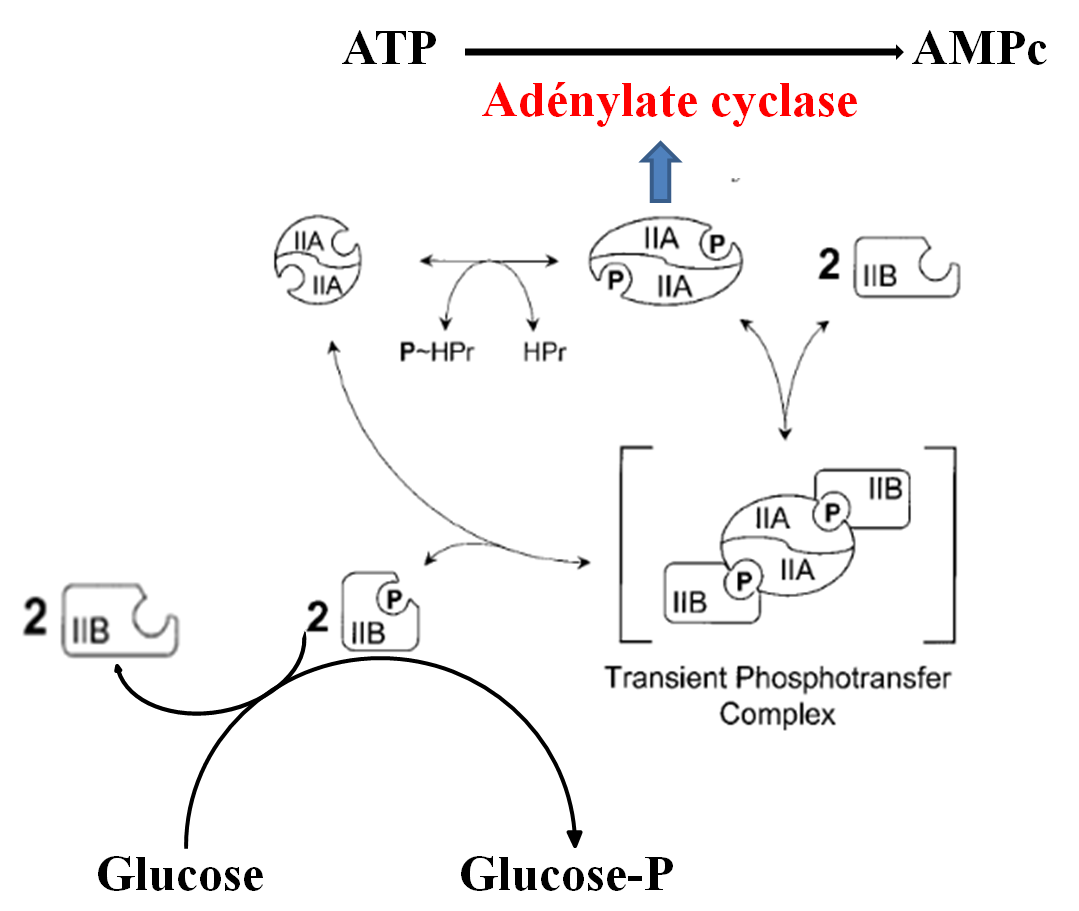 ATP AMPc
Adénylate cyclase
IIA
IIA
IIA P
P IIA
2 IIB
P~HPr HPr
IIB
IIA P
P IIA
IIB
2 IIB
2 P
IIB
Transient Phosphotransfer
Complex
Glucose Glucose-P